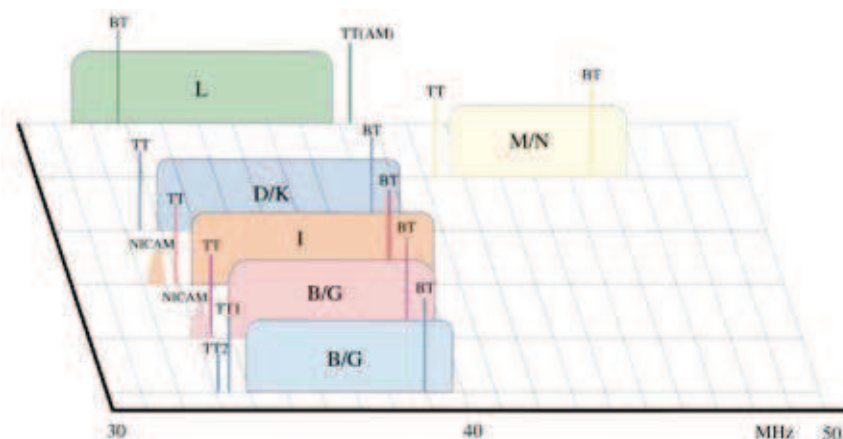 BT
TT(AM)
L
BT
TT
M/N
BT
TT
D/K
BT
TT
I
BT
NICAM
TT
B/G
BT
NICAM
TT1
B/G
TT2
30
40
MHz
50